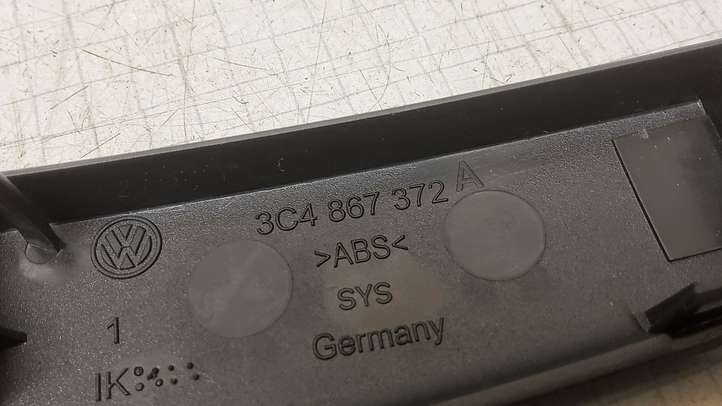 3C4 867 372 A
>ABS<
SYS
Germany
1
IK